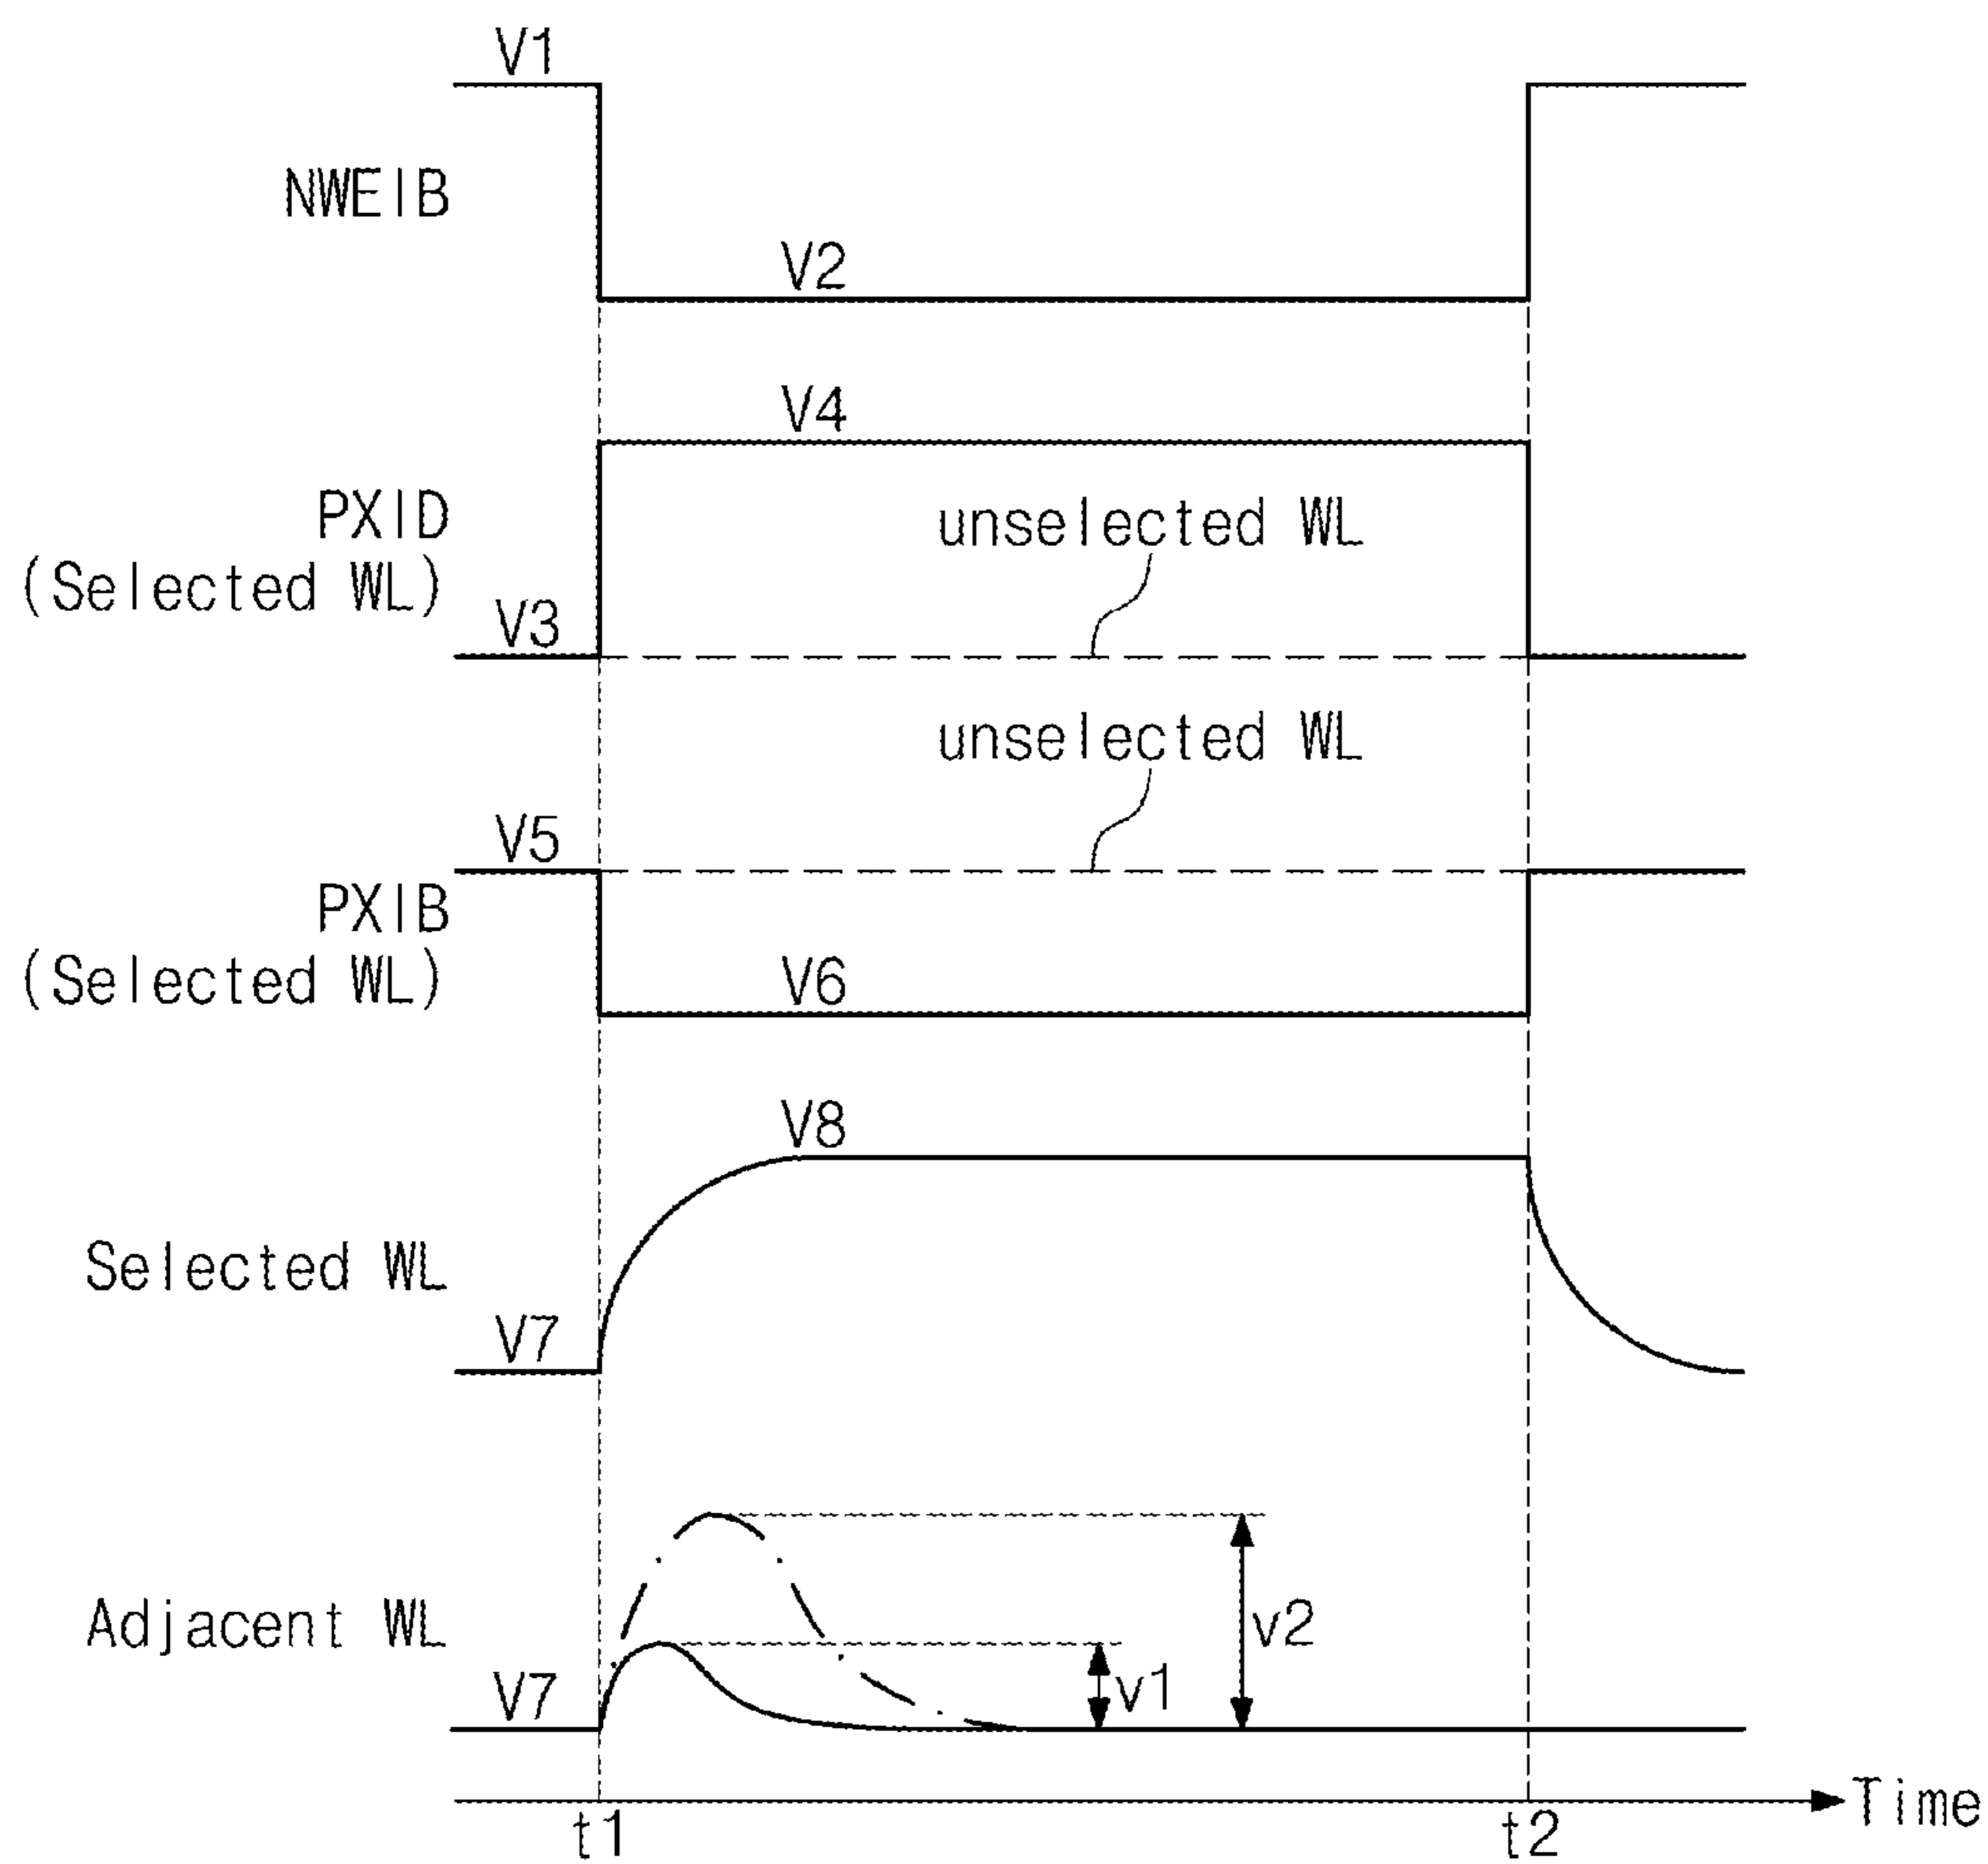 V1
NWEIB
V2
V4
PXID
(Selected WL)
unselected WL
V3
unselected WL
V5
PXIB
(Selected WL)
V6
V8
Selected WL
V7
Adjacent WL
v2
v1
V7
Time
t1
t2